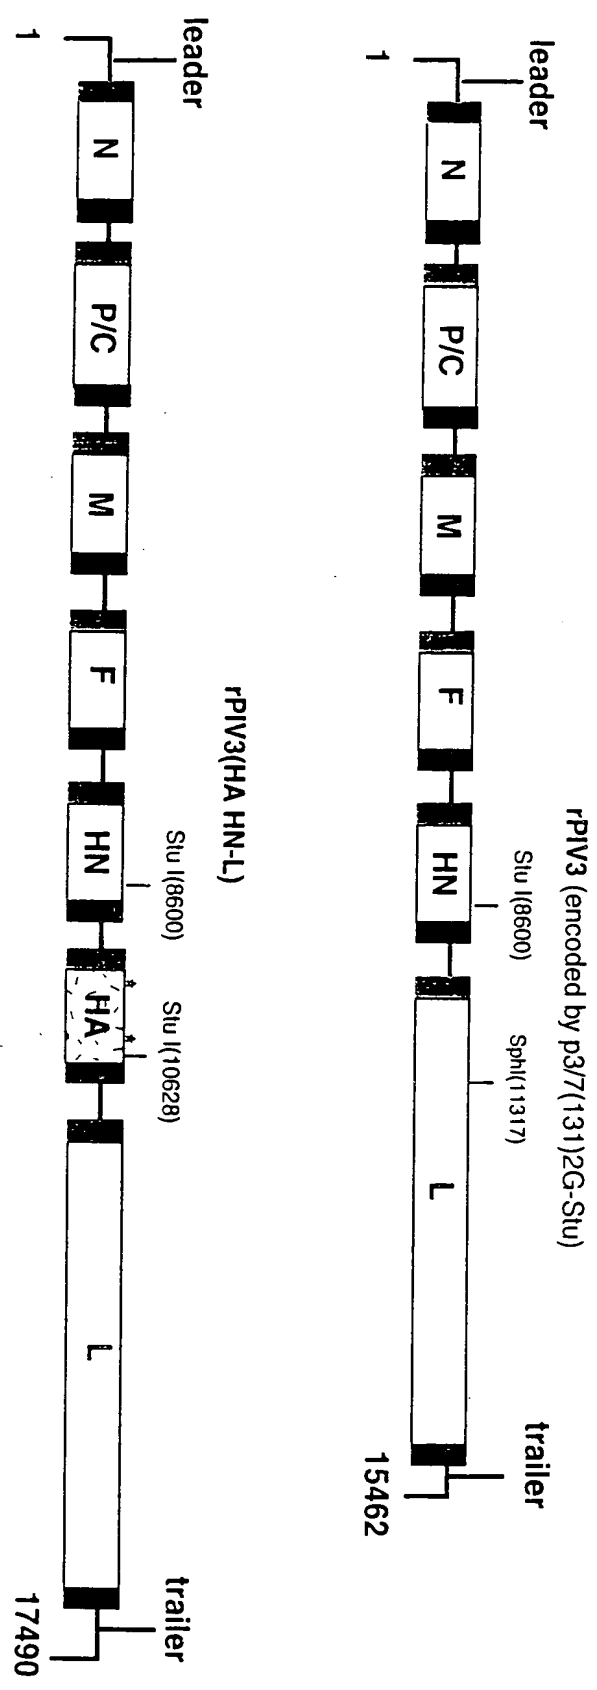 rPIV3 (encoded by p3/7(131)2G-Stu)
Stu I(8600)
SphI(11317)
leader
trailer
N
P/C
M
F
HN
L
1
15462
rPIV3(HA HN-L)
Stu I(8600)
Stu I(10628)
leader
trailer
N
P/C
M
F
HN
HA
L
1
17490